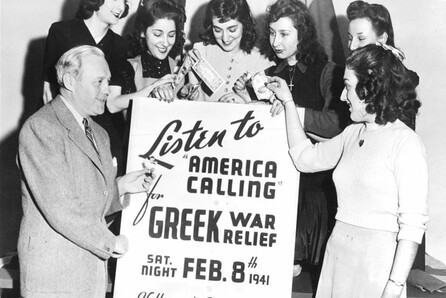 Listen to
"AMERICA
CALLING"
for
GREEK WAR
RELIEF
SAT.
NIGHT FEB. 8th
1941